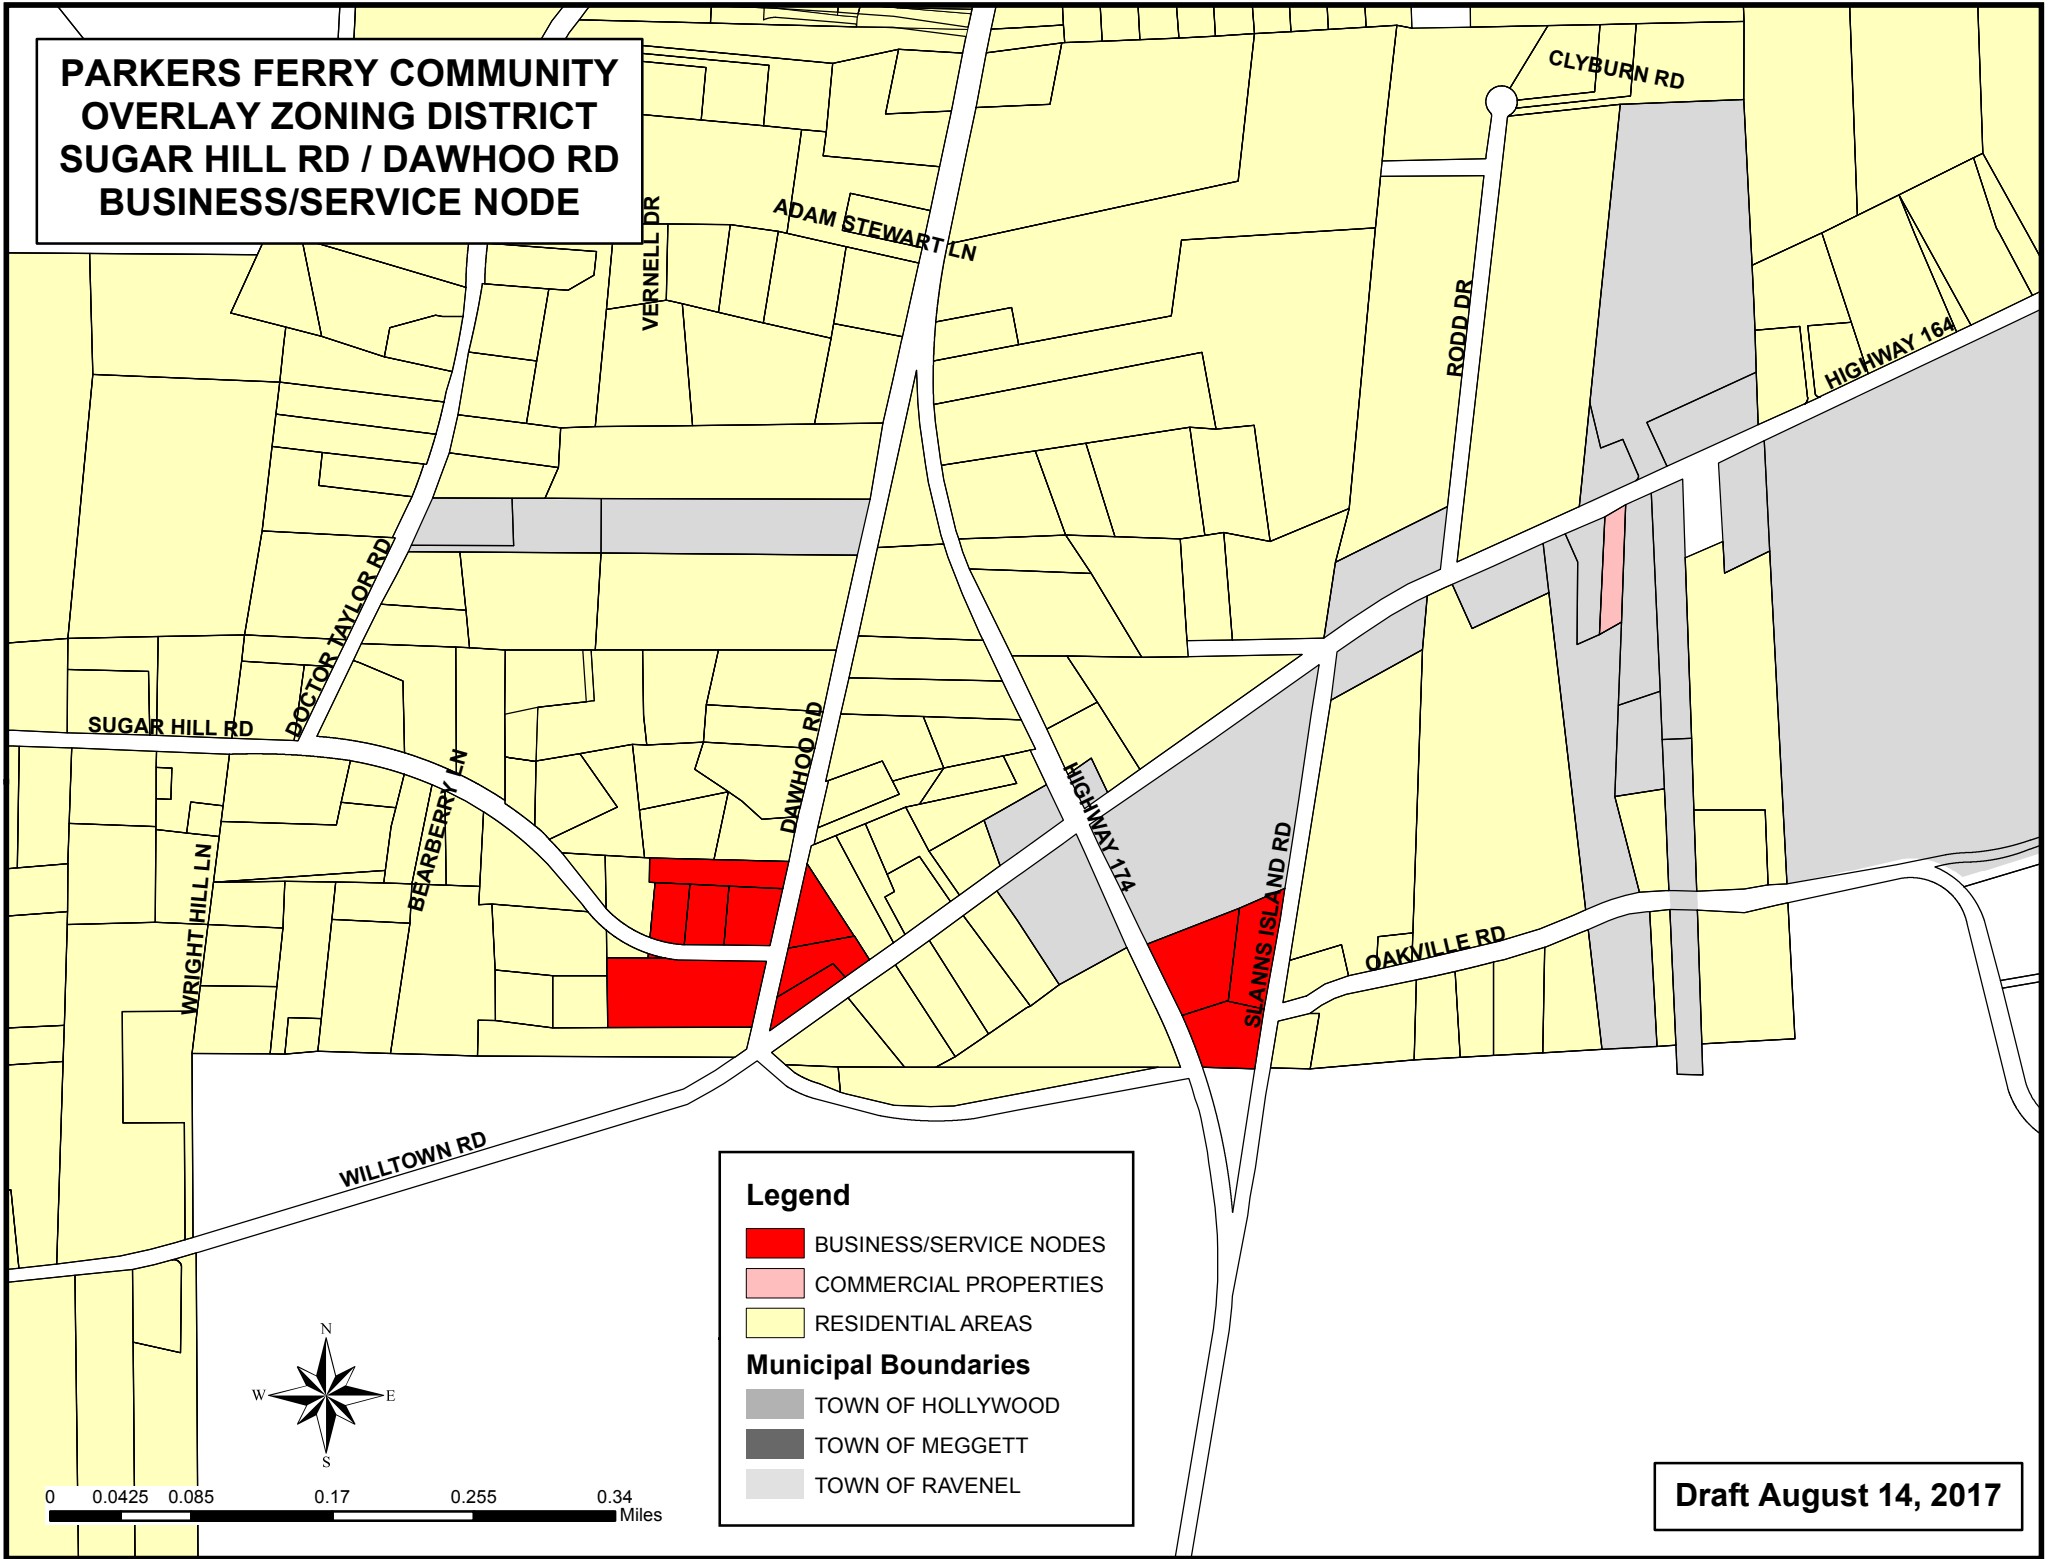 PARKERS FERRY COMMUNITY
OVERLAY ZONING DISTRICT
SUGAR HILL RD / DAWHOO RD
BUSINESS/SERVICE NODE
CLYBURN RD
VERNELL DR
ADAM STEWART LN
RODD DR
HIGHWAY 164
DOCTOR TAYLOR RD
SUGAR HILL RD
DAWHOO RD
BEARBERRY LN
HIGHWAY 174
WRIGHT HILL LN
SLANNS ISLAND RD
OAKVILLE RD
WILLTOWN RD
Legend
BUSINESS/SERVICE NODES
COMMERCIAL PROPERTIES
RESIDENTIAL AREAS
Municipal Boundaries
TOWN OF HOLLYWOOD
TOWN OF MEGGETT
TOWN OF RAVENEL
N
W E
S
0 0.0425 0.085 0.17 0.255 0.34
Miles
Draft August 14, 2017